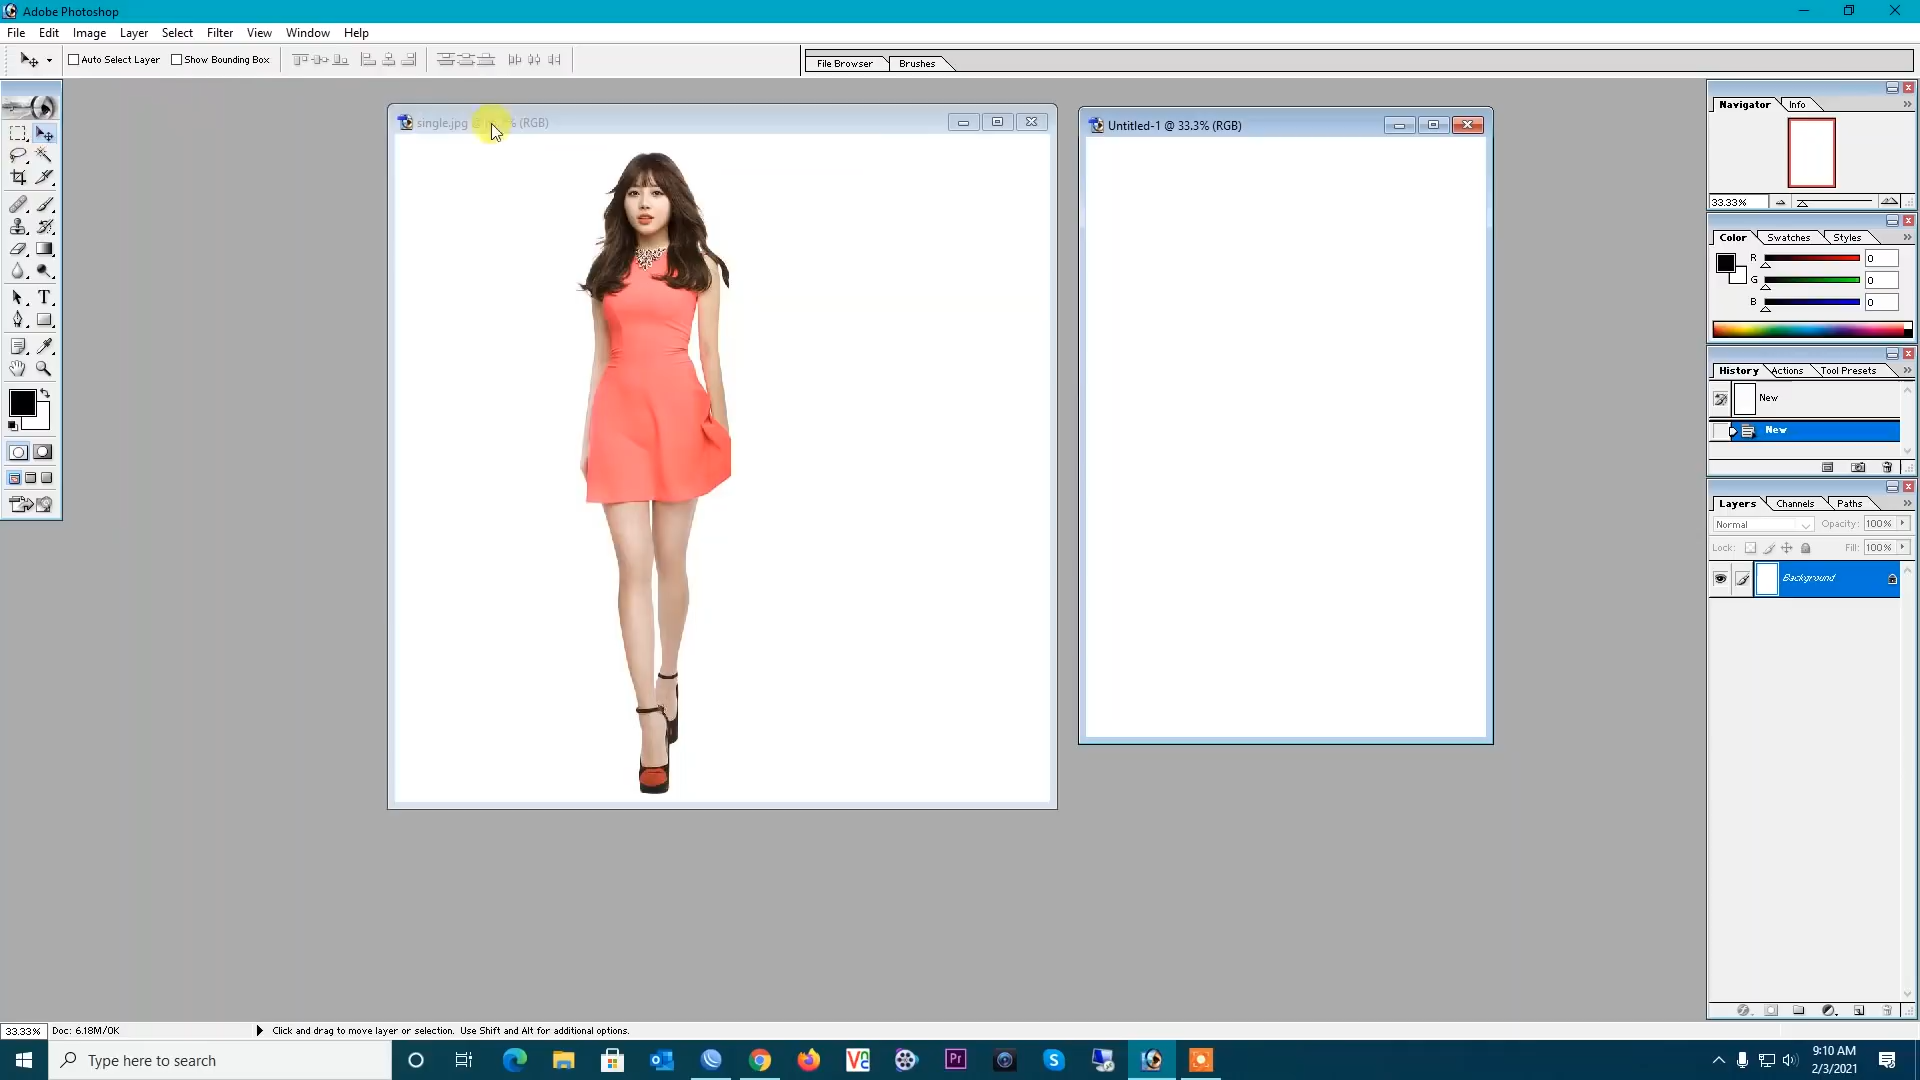 Adobe Photoshop
File Edit Image Layer Select Filter View Window Help
Auto Select Layer Show Bounding Box
File Browser Brushes
single.jpg @ % (RGB)
Untitled-1 @ 33.3% (RGB)
Navigator Info
33.33%
Color Swatches Styles
R 0
G 0
B 0
History Actions Tool Presets
New
New
Layers Channels Paths
Normal Opacity: 100%
Lock: Fill: 100%
Background
T
33.33% Doc: 6.18M/0K Click and drag to move layer or selection. Use Shift and Alt for additional options.
Type here to search
Pr
9:10 AM
2/3/2021